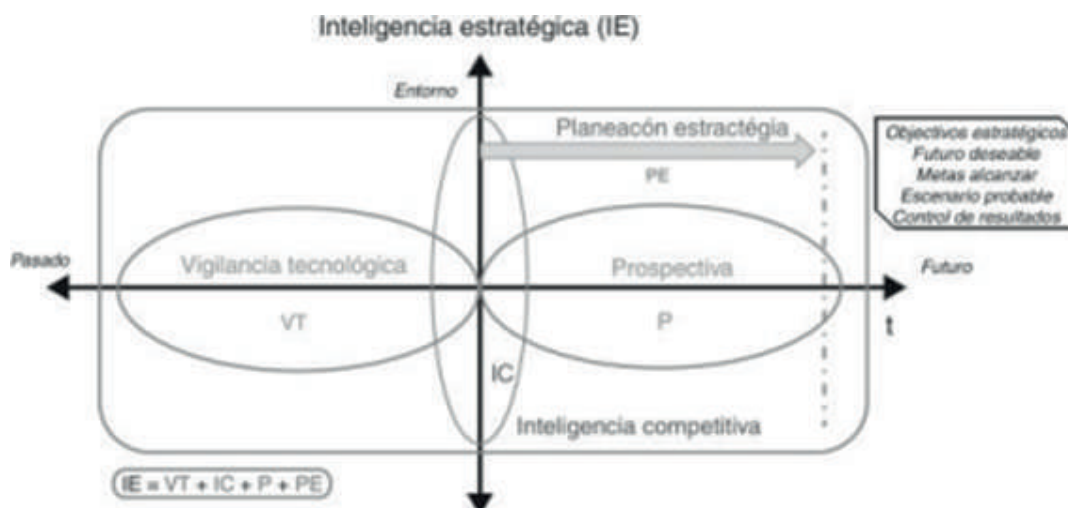 Inteligencia estratégica (IE)
Entorno
Planeacón estractégia
PE
Objectivos estratégicos
Futuro deseable
Metas alcanzar
Escenario probable
Control de resultados
Pasado
Vigilancia tecnológica
Prospectiva
Futuro
VT
P
t
IC
Inteligencia competitiva
IE = VT + IC + P + PE